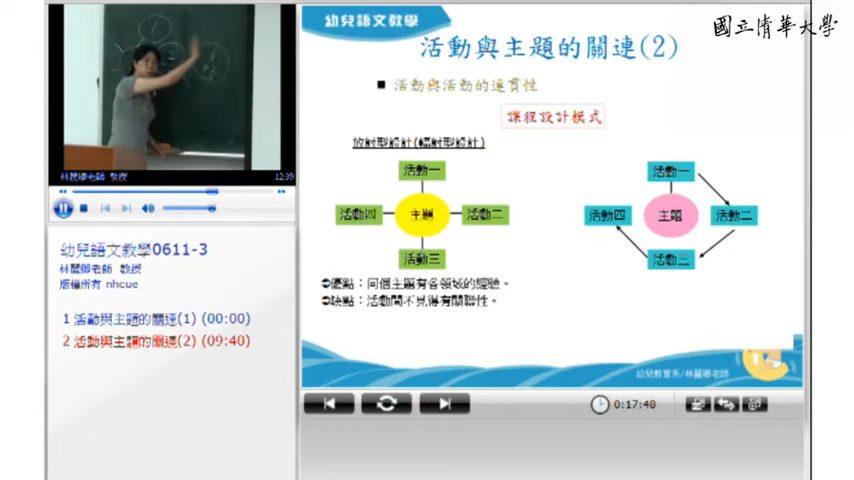 國立清華大學
幼兒語文教學
活動與主題的關連(2)
■ 活動與活動的連貫性
課程設計模式
放射型設計(輻射型設計)
活動一
活動四
主題
活動二
活動三
活動一
活動四
主題
活動二
活動三
優點：同個主題有各領域的經驗。
缺點：活動間不見得有關聯性。
幼兒教育系/林麗卿老師
0:17:48
林麗卿老師 教授
12:39
幼兒語文教學0611-3
林麗卿老師 教授
版權所有 nhcue
1 活動與主題的關連(1) (00:00)
2 活動與主題的關連(2) (09:40)